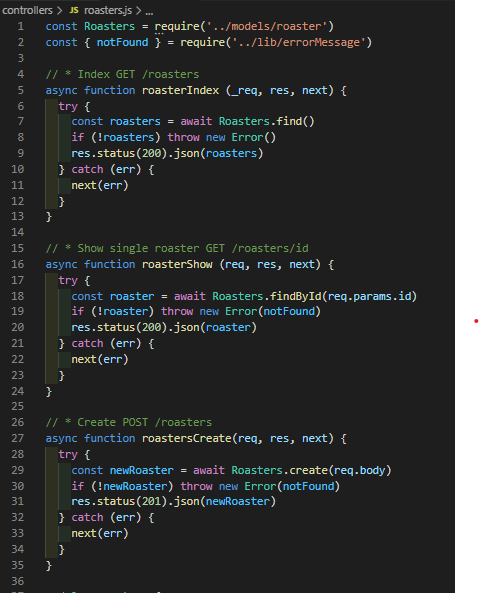 controllers > JS roasters.js > ...
1 const Roasters = require('../models/roaster')
2 const { notFound } = require('../lib/errorMessage')
3
4 // * Index GET /roasters
5 async function roasterIndex (_req, res, next) {
6 try {
7 const roasters = await Roasters.find()
8 if (!roasters) throw new Error()
9 res.status(200).json(roasters)
10 } catch (err) {
11 next(err)
12 }
13 }
14
15 // * Show single roaster GET /roasters/id
16 async function roasterShow (req, res, next) {
17 try {
18 const roaster = await Roasters.findById(req.params.id)
19 if (!roaster) throw new Error(notFound)
20 res.status(200).json(roaster)
21 } catch (err) {
22 next(err)
23 }
24 }
25
26 // * Create POST /roasters
27 async function roastersCreate(req, res, next) {
28 try {
29 const newRoaster = await Roasters.create(req.body)
30 if (!newRoaster) throw new Error(notFound)
31 res.status(201).json(newRoaster)
32 } catch (err) {
33 next(err)
34 }
35 }
36